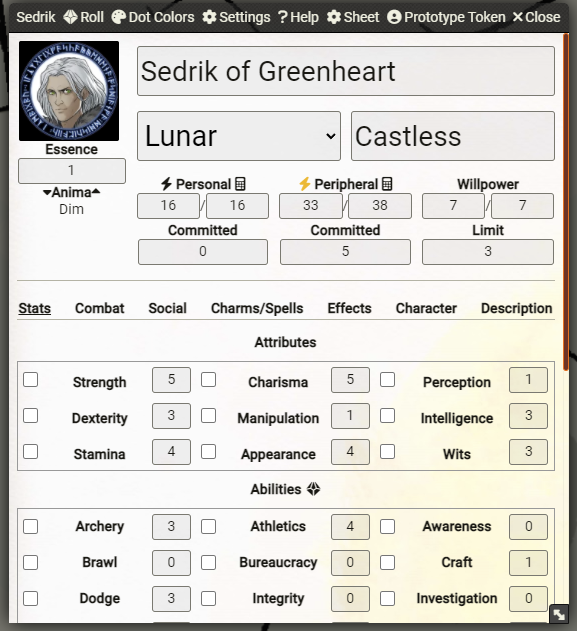 Sedrik Roll Dot Colors Settings ? Help Sheet Prototype Token Close
Sedrik of Greenheart
Lunar Castless
Essence
1
Anima
Dim
Personal Peripheral Willpower
16 / 16 33 / 38 7 / 7
Committed Committed Limit
0 5 3
Stats Combat Social Charms/Spells Effects Character Description
Attributes
Strength 5 Charisma 5 Perception 1
Dexterity 3 Manipulation 1 Intelligence 3
Stamina 4 Appearance 4 Wits 3
Abilities
Archery 3 Athletics 4 Awareness 0
Brawl 0 Bureaucracy 0 Craft 1
Dodge 3 Integrity 0 Investigation 0